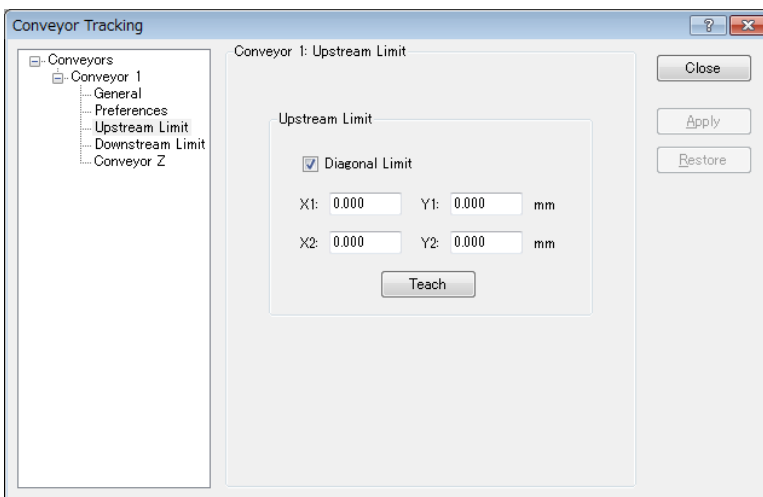 Conveyor Tracking
Conveyors
Conveyor 1
General
Preferences
Upstream Limit
Downstream Limit
Conveyor Z
Conveyor 1: Upstream Limit
Upstream Limit
Diagonal Limit
X1: 0.000 Y1: 0.000 mm
X2: 0.000 Y2: 0.000 mm
Teach
Close
Apply
Restore